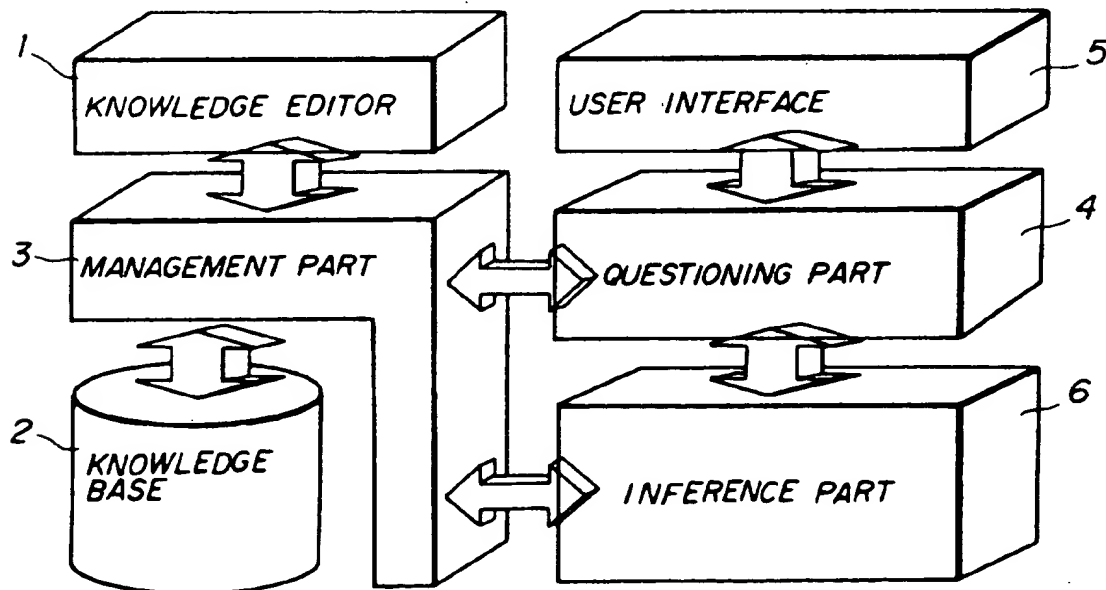 1
KNOWLEDGE EDITOR
5
USER INTERFACE
3
MANAGEMENT PART
4
QUESTIONING PART
2
KNOWLEDGE
BASE
6
INFERENCE PART